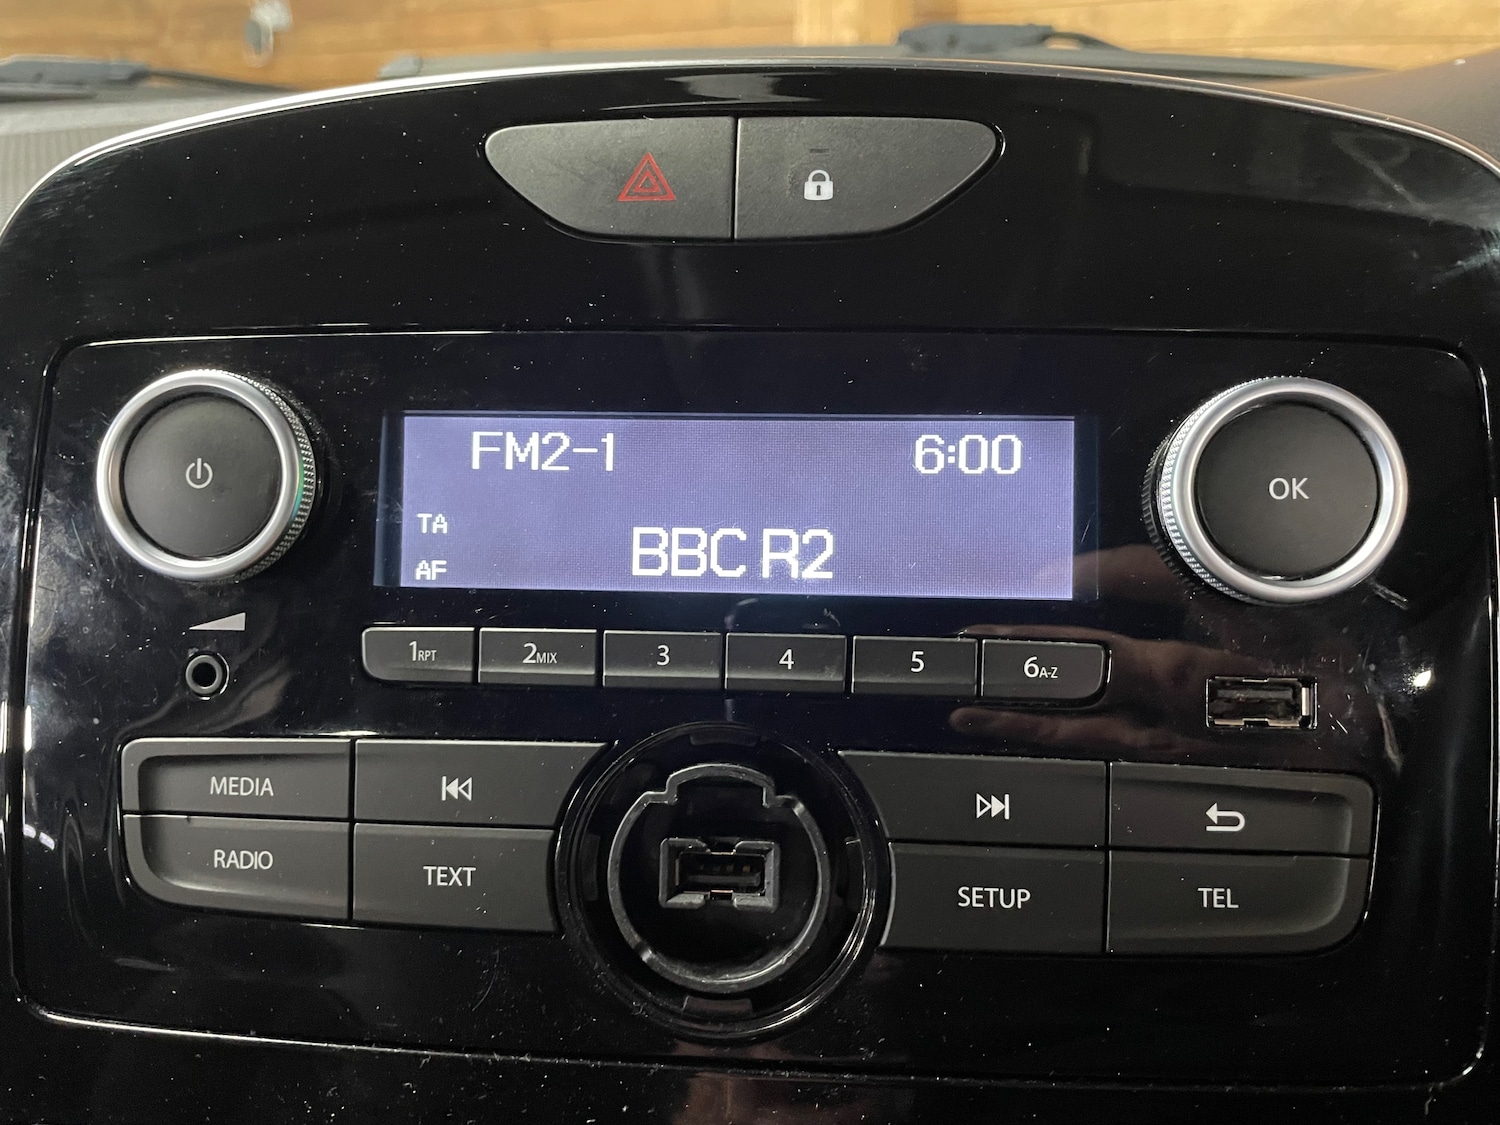 FM2-1 6:00
TA
BBC R2
AF
OK
1RPT 2MIX 3 4 5 6A-Z
MEDIA
RADIO TEXT SETUP TEL